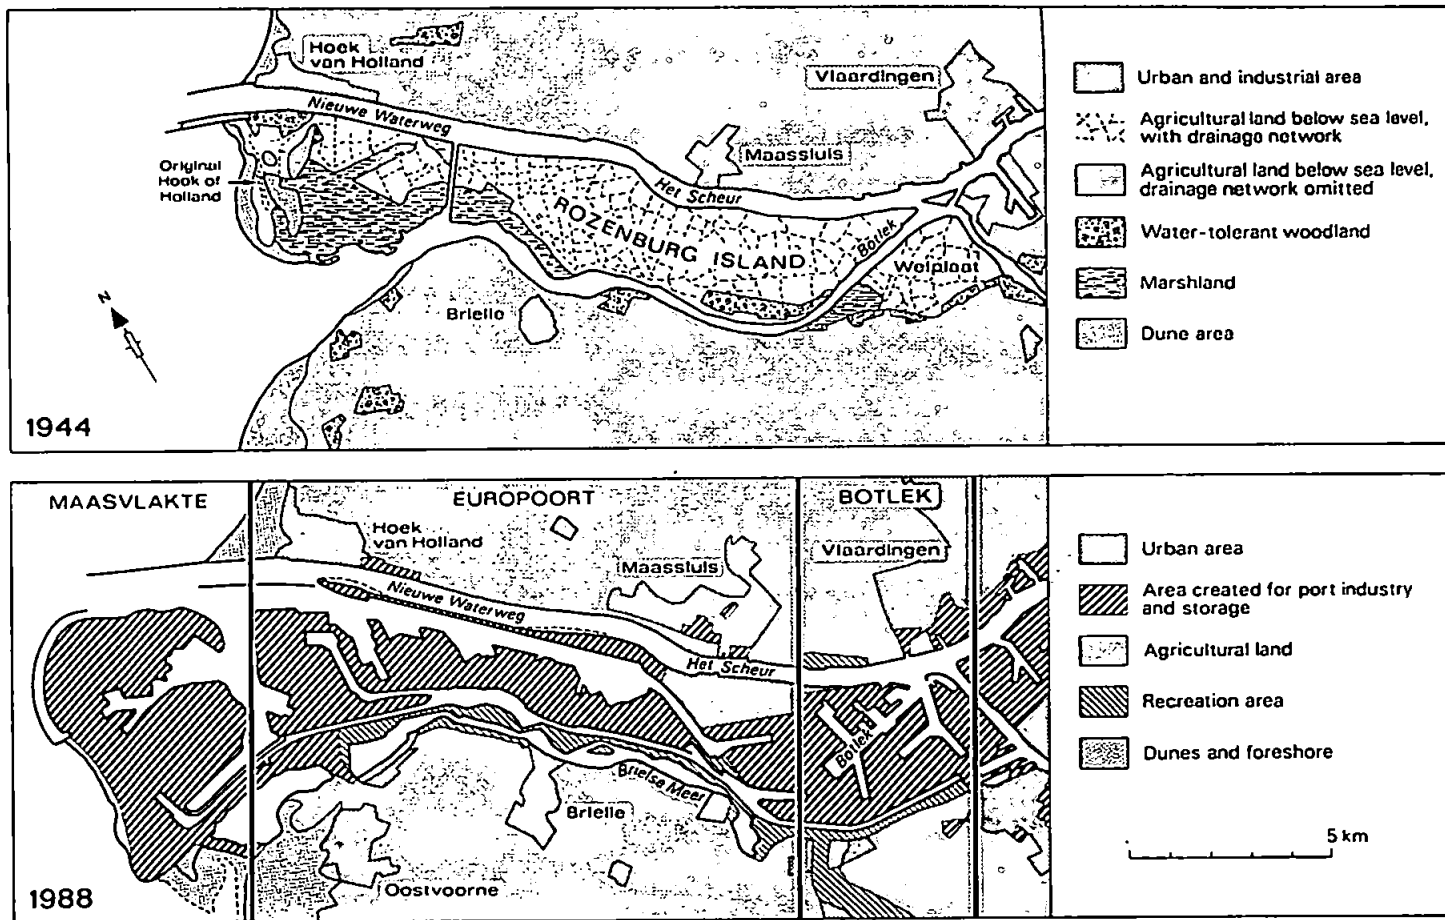 Hoek
van Holland
Vlaardingen
Nieuwe Waterweg
Maassluis
Original
Hook of
Holland
Het Scheur
ROZENBURG ISLAND
Botlek
Welplaat
N
Brielle
1944
Urban and industrial area
Agricultural land below sea level,
with drainage network
Agricultural land below sea level,
drainage network omitted
Water-tolerant woodland
Marshland
Dune area
MAASVLAKTE
EUROPOORT
BOTLEK
Hoek
van Holland
Maassluis
Vlaardingen
Nieuwe Waterweg
Het Scheur
Botlek
Brielse Meer
Brielle
Oostvoorne
1988
Urban area
Area created for port industry
and storage
Agricultural land
Recreation area
Dunes and foreshore
5 km